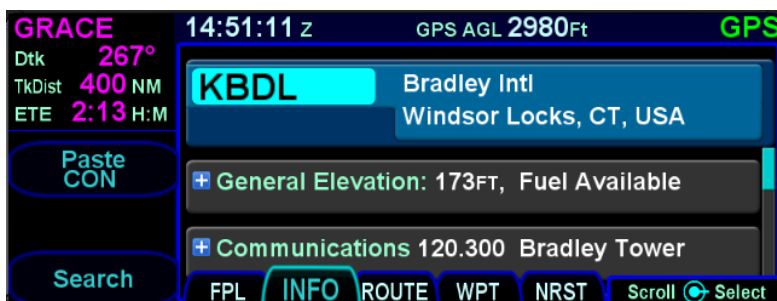 GRACE 14:51:11 Z GPS AGL 2980Ft GPS
Dtk 267°
TkDist 400 NM
ETE 2:13 H:M
KBDL Bradley Intl
Windsor Locks, CT, USA
Paste
CON
General Elevation: 173FT, Fuel Available
Communications 120.300 Bradley Tower
Search
FPL INFO ROUTE WPT NRST Scroll Select